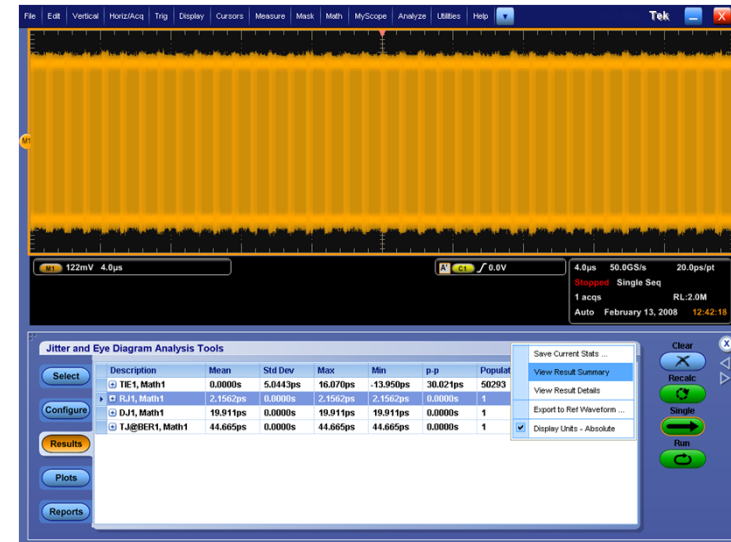 File Edit Vertical Horiz/Acq Trig Display Cursors Measure Mask Math MyScope Analyze Utilities Help Tek X
M1
M1 122mV 4.0µs
A' C1 0.0V
4.0µs 50.0GS/s 20.0ps/pt
Stopped Single Seq
1 acqs RL:2.0M
Auto February 13, 2008 12:42:18
Jitter and Eye Diagram Analysis Tools
Select
Configure
Results
Plots
Reports
Description Mean Std Dev Max Min p-p Populat
TIE1, Math1 0.0000s 5.0443ps 16.070ps -13.950ps 30.021ps 50293
RJ1, Math1 2.1562ps 0.0000s 2.1562ps 2.1562ps 0.0000s 1
DJ1, Math1 19.911ps 0.0000s 19.911ps 19.911ps 0.0000s 1
TJ@BER1, Math1 44.665ps 0.0000s 44.665ps 44.665ps 0.0000s 1
Save Current Stats ...
View Result Summary
View Result Details
Export to Ref Waveform ...
Display Units - Absolute
Clear
X
Recalc
Single
Run